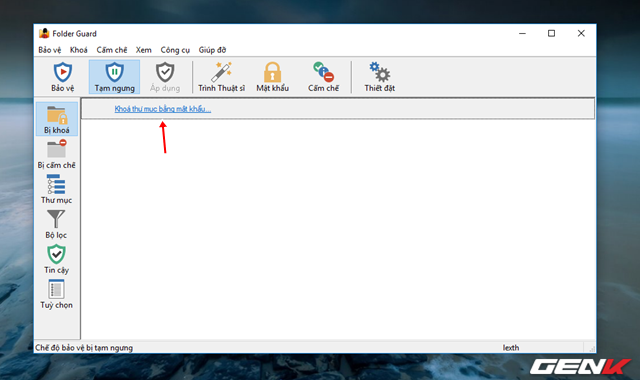 Folder Guard
Bảo vệ Khoá Cấm chế Xem Công cụ Giúp đỡ
Bảo vệ Tạm ngưng Áp dụng Trình Thuật sĩ Mật khẩu Cấm chế Thiết đặt
Khoá thư mục bằng mật khẩu...
Bị khoá
Bị cấm chế
Thư mục
Bộ lọc
Tin cậy
Tuỳ chọn
Chế độ bảo vệ bị tạm ngưng lexth
GENK